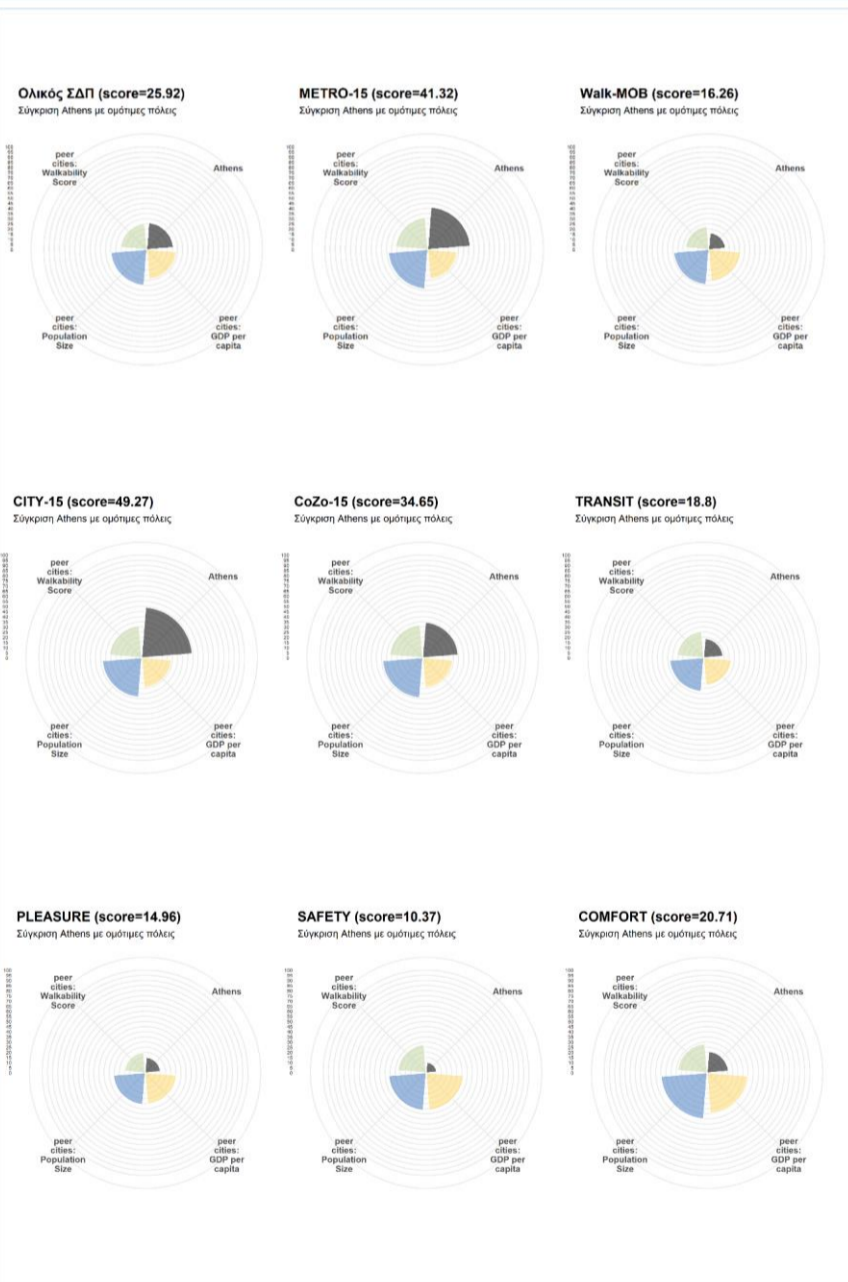 Ολικός ΣΔΠ (score=25.92)
Σύγκριση Athens με ομότιμες πόλεις
peer
cities:
Walkability
Score
Athens
peer
cities:
Population
Size
peer
cities:
GDP per
capita
METRO-15 (score=41.32)
Σύγκριση Athens με ομότιμες πόλεις
peer
cities:
Walkability
Score
Athens
peer
cities:
Population
Size
peer
cities:
GDP per
capita
Walk-MOB (score=16.26)
Σύγκριση Athens με ομότιμες πόλεις
peer
cities:
Walkability
Score
Athens
peer
cities:
Population
Size
peer
cities:
GDP per
capita
CITY-15 (score=49.27)
Σύγκριση Athens με ομότιμες πόλεις
peer
cities:
Walkability
Score
Athens
peer
cities:
Population
Size
peer
cities:
GDP per
capita
CoZo-15 (score=34.65)
Σύγκριση Athens με ομότιμες πόλεις
peer
cities:
Walkability
Score
Athens
peer
cities:
Population
Size
peer
cities:
GDP per
capita
TRANSIT (score=18.8)
Σύγκριση Athens με ομότιμες πόλεις
peer
cities:
Walkability
Score
Athens
peer
cities:
Population
Size
peer
cities:
GDP per
capita
PLEASURE (score=14.96)
Σύγκριση Athens με ομότιμες πόλεις
peer
cities:
Walkability
Score
Athens
peer
cities:
Population
Size
peer
cities:
GDP per
capita
SAFETY (score=10.37)
Σύγκριση Athens με ομότιμες πόλεις
peer
cities:
Walkability
Score
Athens
peer
cities:
Population
Size
peer
cities:
GDP per
capita
COMFORT (score=20.71)
Σύγκριση Athens με ομότιμες πόλεις
peer
cities:
Walkability
Score
Athens
peer
cities:
Population
Size
peer
cities:
GDP per
capita